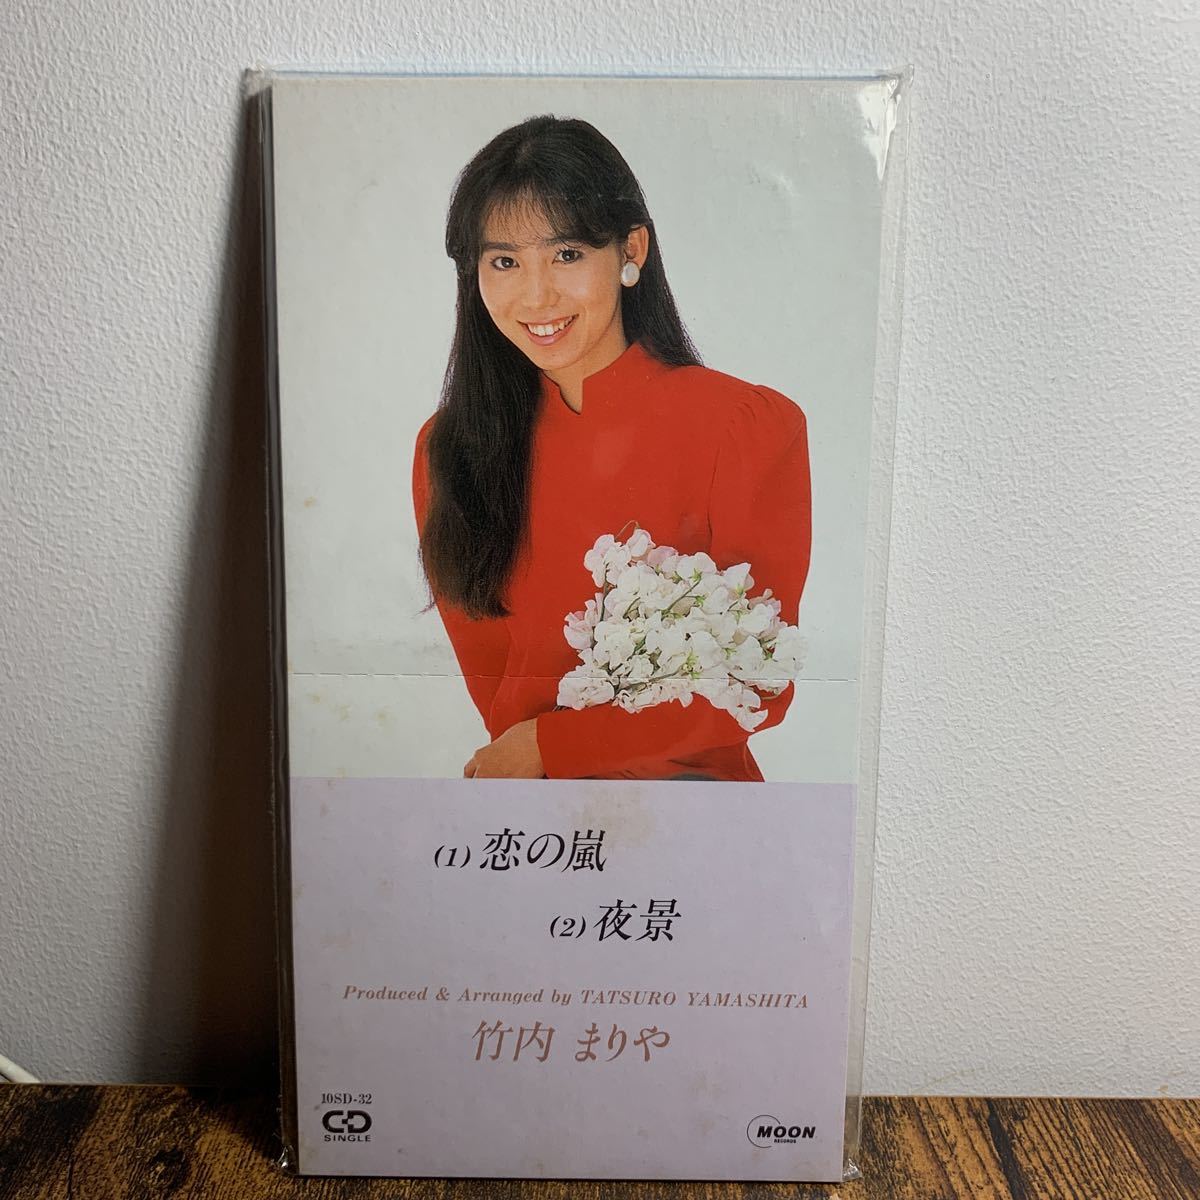 (1) 恋の嵐
(2) 夜景
Produced & Arranged by TATSURO YAMASHITA
竹内 まりや
10SD-32
CD
SINGLE
MOON
RECORDS